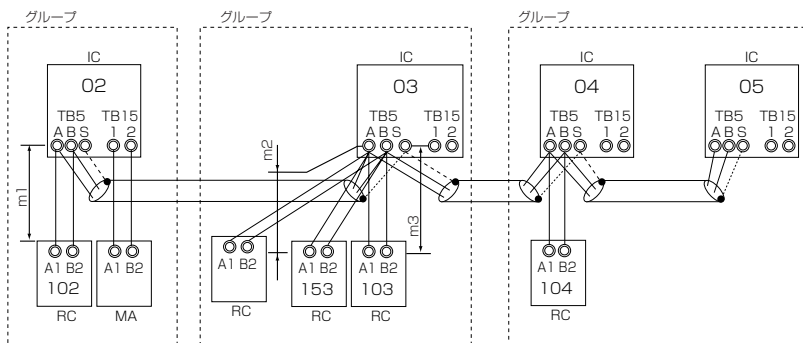 グループ グループ グループ
IC IC IC IC
02 03 04 05
TB5 TB15 TB5 TB15 TB5 TB15 TB5 TB15
A B S 1 2 A B S 1 2 A B S 1 2 A B S 1 2
m1 m2 m3
A1 B2 A1 B2 A1 B2 A1 B2 A1 B2 A1 B2
102 153 103 104
RC MA RC RC RC RC